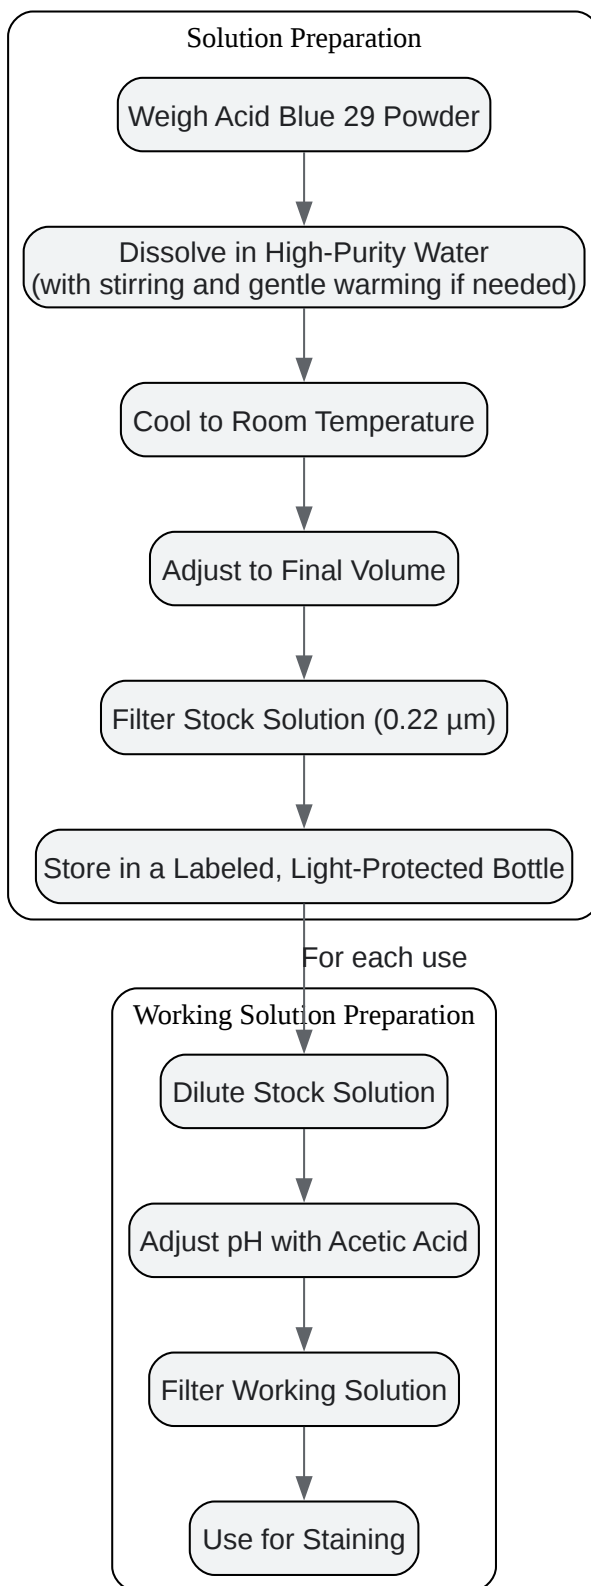 Solution Preparation
Weigh Acid Blue 29 Powder
Dissolve in High-Purity Water
(with stirring and gentle warming if needed)
Cool to Room Temperature
Adjust to Final Volume
Filter Stock Solution (0.22 µm)
Store in a Labeled, Light-Protected Bottle
For each use
Working Solution Preparation
Dilute Stock Solution
Adjust pH with Acetic Acid
Filter Working Solution
Use for Staining